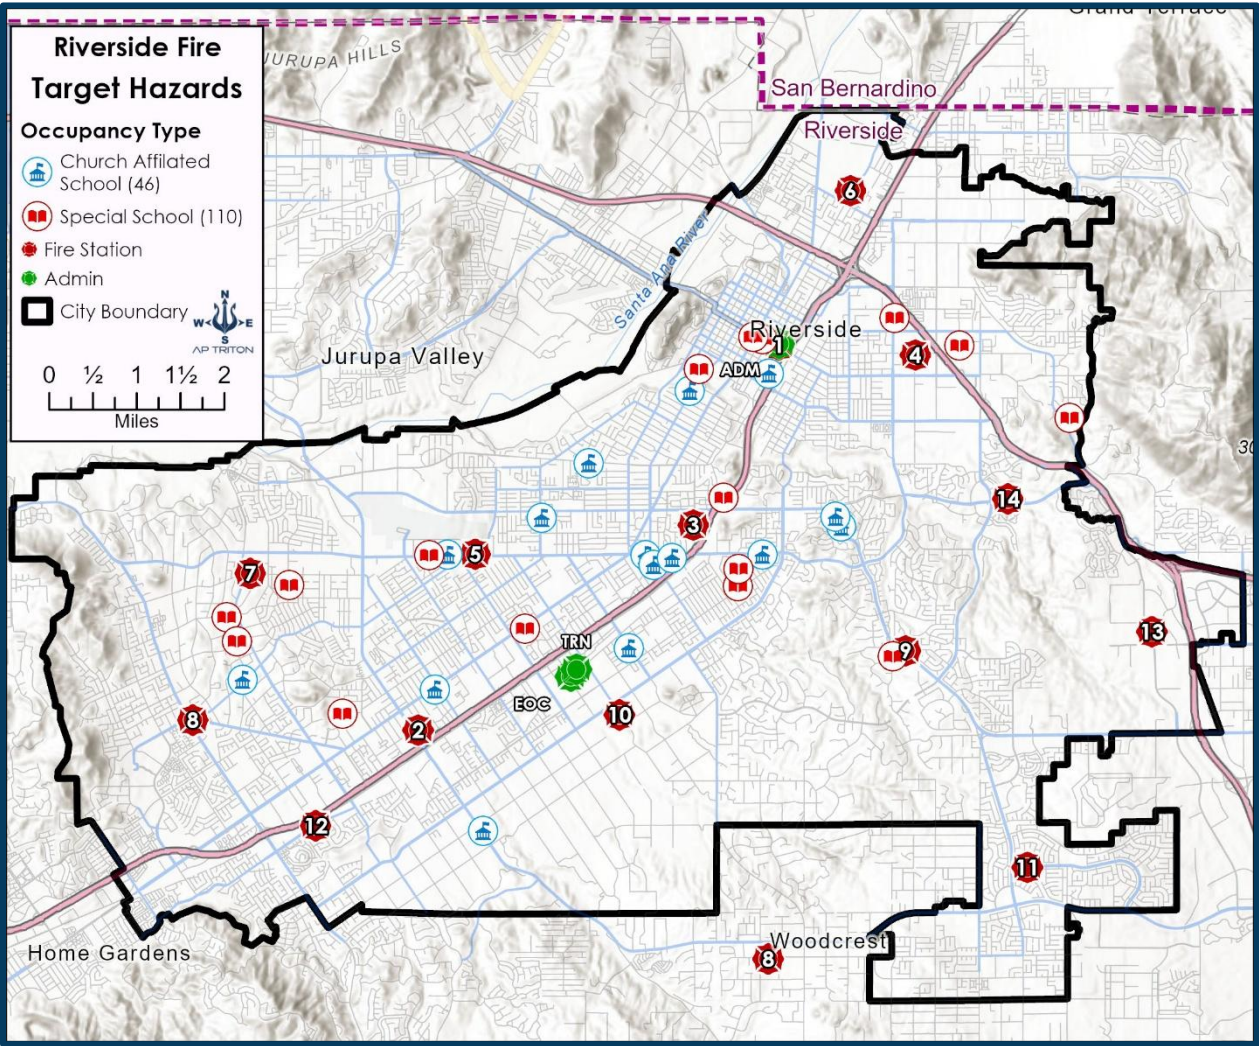 Grand Terrace
Riverside Fire
Target Hazards
Occupancy Type
Church Affilated
School (46)
Special School (110)
Fire Station
Admin
City Boundary
N
W E
S
AP TRITON
0 ½ 1 1½ 2
Miles
JURUPA HILLS
San Bernardino
Riverside
6
Santa Ana River
Riverside
1
ADM
4
Jurupa Valley
14
3
5
7
13
9
TRN
EOC
10
8
2
12
11
Home Gardens
Woodcrest
8